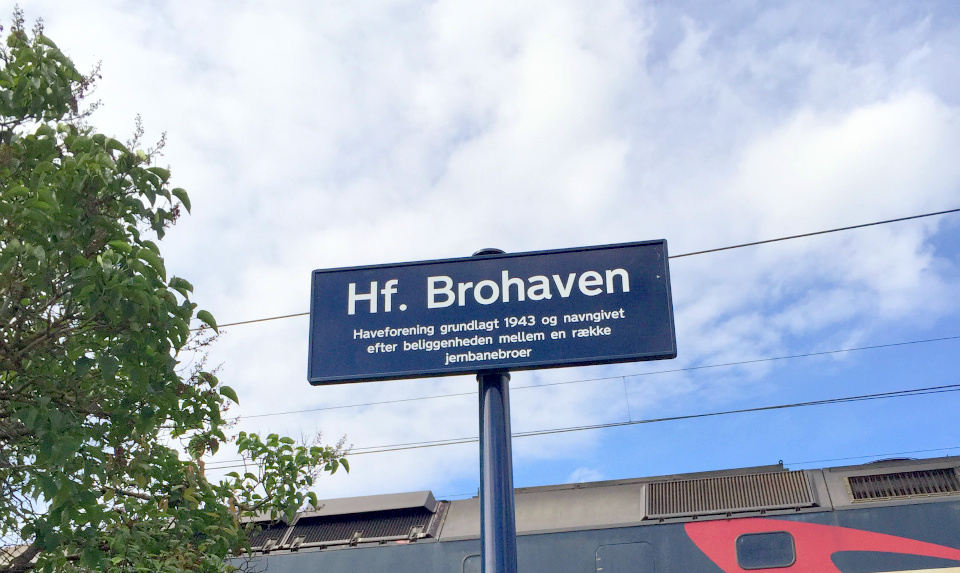 Hf. Brohaven
Haveforening grundlagt 1943 og navngivet
efter beliggenheden mellem en række
jernbanebroer